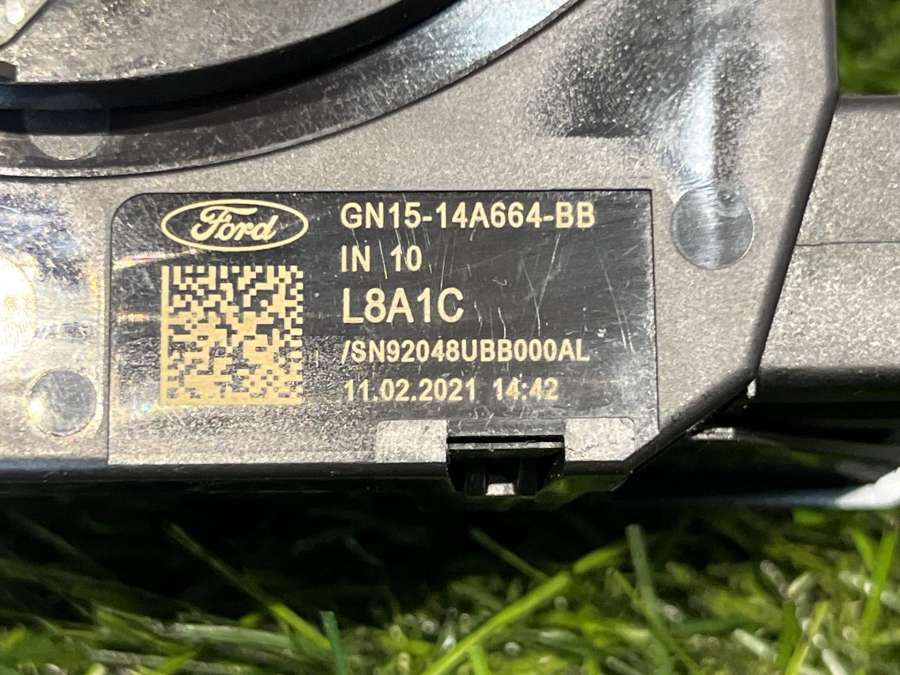 Ford
GN15-14A664-BB
IN 10
L8A1C
/SN92048UBB000AL
11.02.2021 14:42